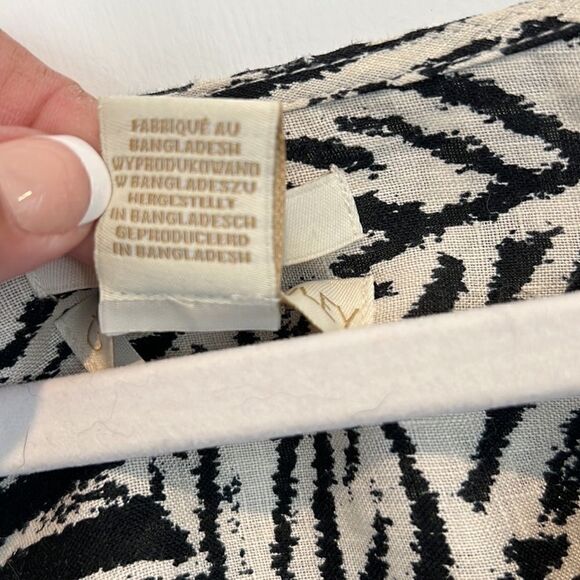 FABRIQUÉ AU
BANGLADESH
WYPRODUKOWANO
W BANGLADESZU
HERGESTELLT
IN BANGLADESCH
GEPRODUCEERD
IN BANGLADESH